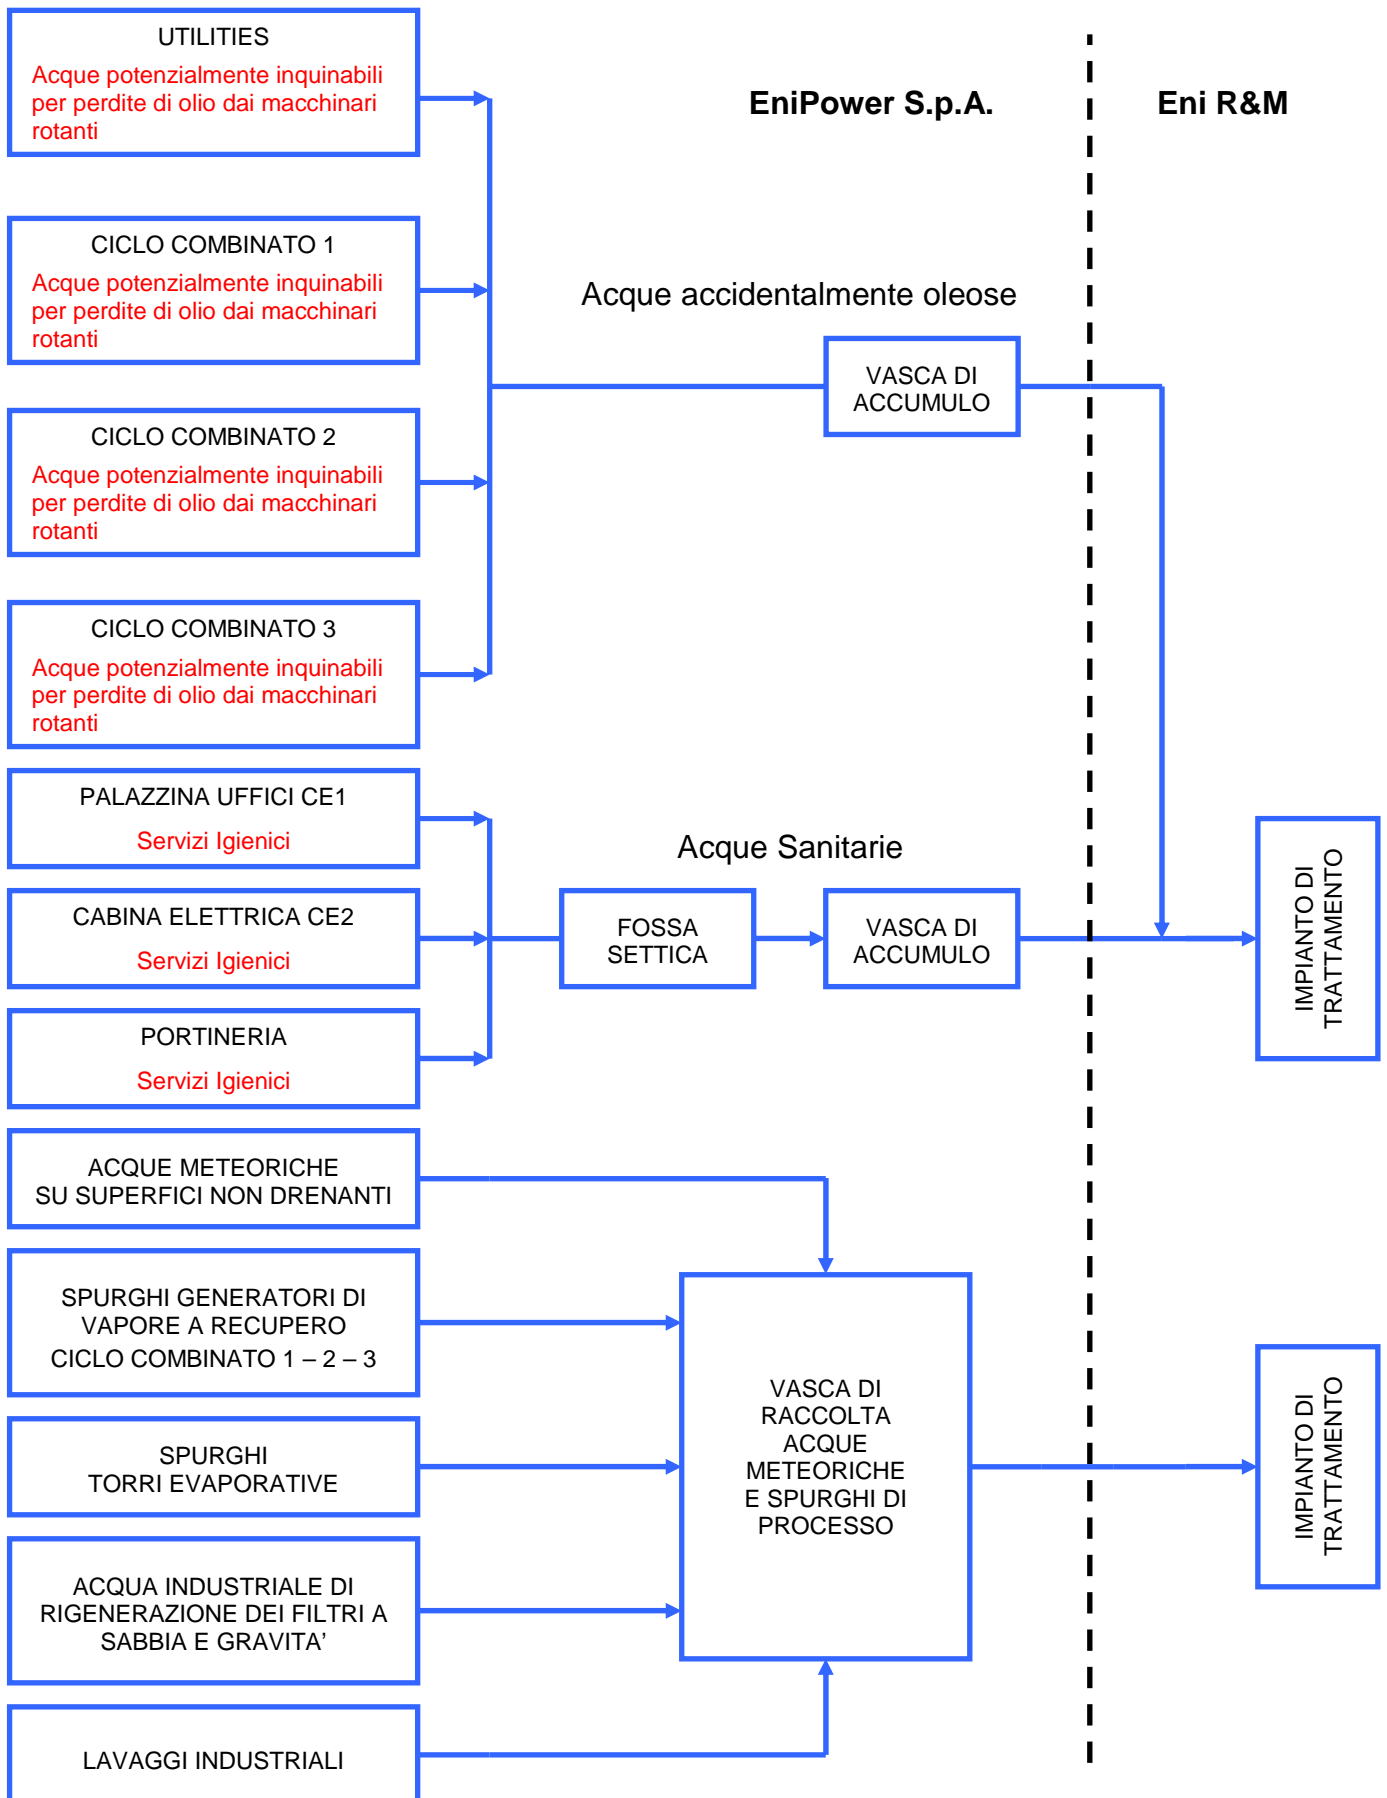 UTILITIES
Acque potenzialmente inquinabili
per perdite di olio dai macchinari
rotanti
EniPower S.p.A.
Eni R&M
CICLO COMBINATO 1
Acque potenzialmente inquinabili
per perdite di olio dai macchinari
rotanti
Acque accidentalmente oleose
VASCA DI
ACCUMULO
CICLO COMBINATO 2
Acque potenzialmente inquinabili
per perdite di olio dai macchinari
rotanti
CICLO COMBINATO 3
Acque potenzialmente inquinabili
per perdite di olio dai macchinari
rotanti
PALAZZINA UFFICI CE1
Servizi Igienici
Acque Sanitarie
CABINA ELETTRICA CE2
Servizi Igienici
FOSSA
SETTICA
VASCA DI
ACCUMULO
IMPIANTO DI
TRATTAMENTO
PORTINERIA
Servizi Igienici
ACQUE METEORICHE
SU SUPERFICI NON DRENANTI
SPURGHI GENERATORI DI
VAPORE A RECUPERO
CICLO COMBINATO 1 – 2 – 3
SPURGHI
TORRI EVAPORATIVE
VASCA DI
RACCOLTA
ACQUE
METEORICHE
E SPURGHI DI
PROCESSO
IMPIANTO DI
TRATTAMENTO
ACQUA INDUSTRIALE DI
RIGENERAZIONE DEI FILTRI A
SABBIA E GRAVITA’
LAVAGGI INDUSTRIALI